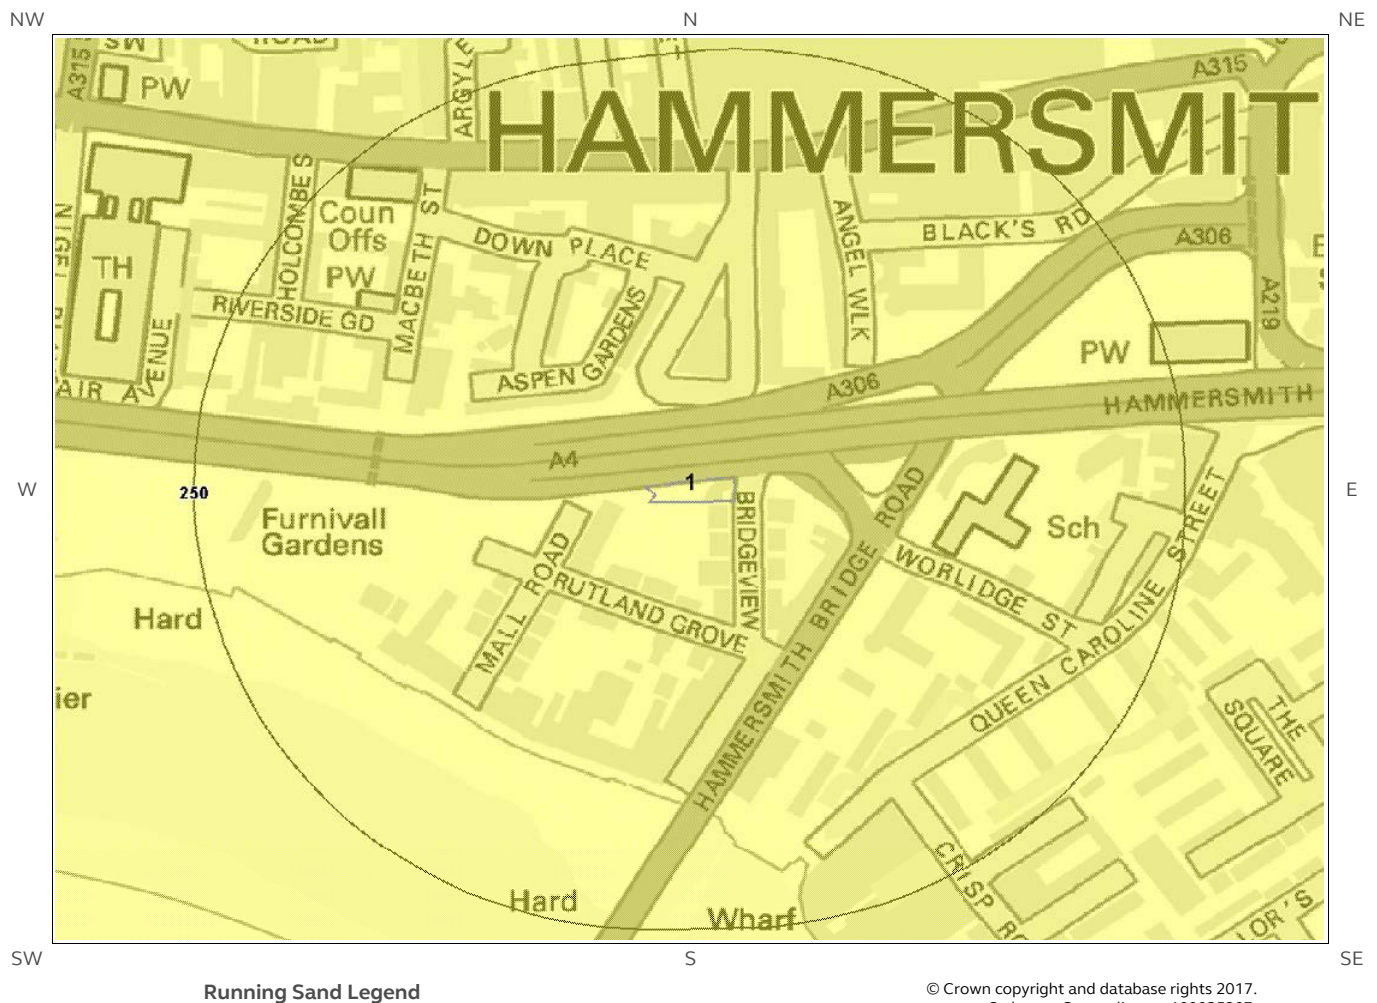 NW
N
NE
SW
ROAD
A315
PW
ARGYLE
A315
HAMMERSMIT
HOLCOMBE S
MACBETH ST
Coun
Offs
PW
DOWN PLACE
ANGEL WLK
BLACK'S RD
A306
A219
TH
RIVERSIDE GD
AVENUE
AIR
ASPEN GARDENS
PW
A306
HAMMERSMITH
A4
W
250
1
E
Furnivall
Gardens
BRIDGEVIEW
HAMMERSMITH BRIDGE ROAD
Sch
WORLIDGE ST
QUEEN CAROLINE STREET
MALL ROAD
RUTLAND GROVE
Hard
ier
THE
SQUARE
CRISP RO
Hard
Wharf
LOR'S
SW
S
SE
Running Sand Legend
© Crown copyright and database rights 2017.